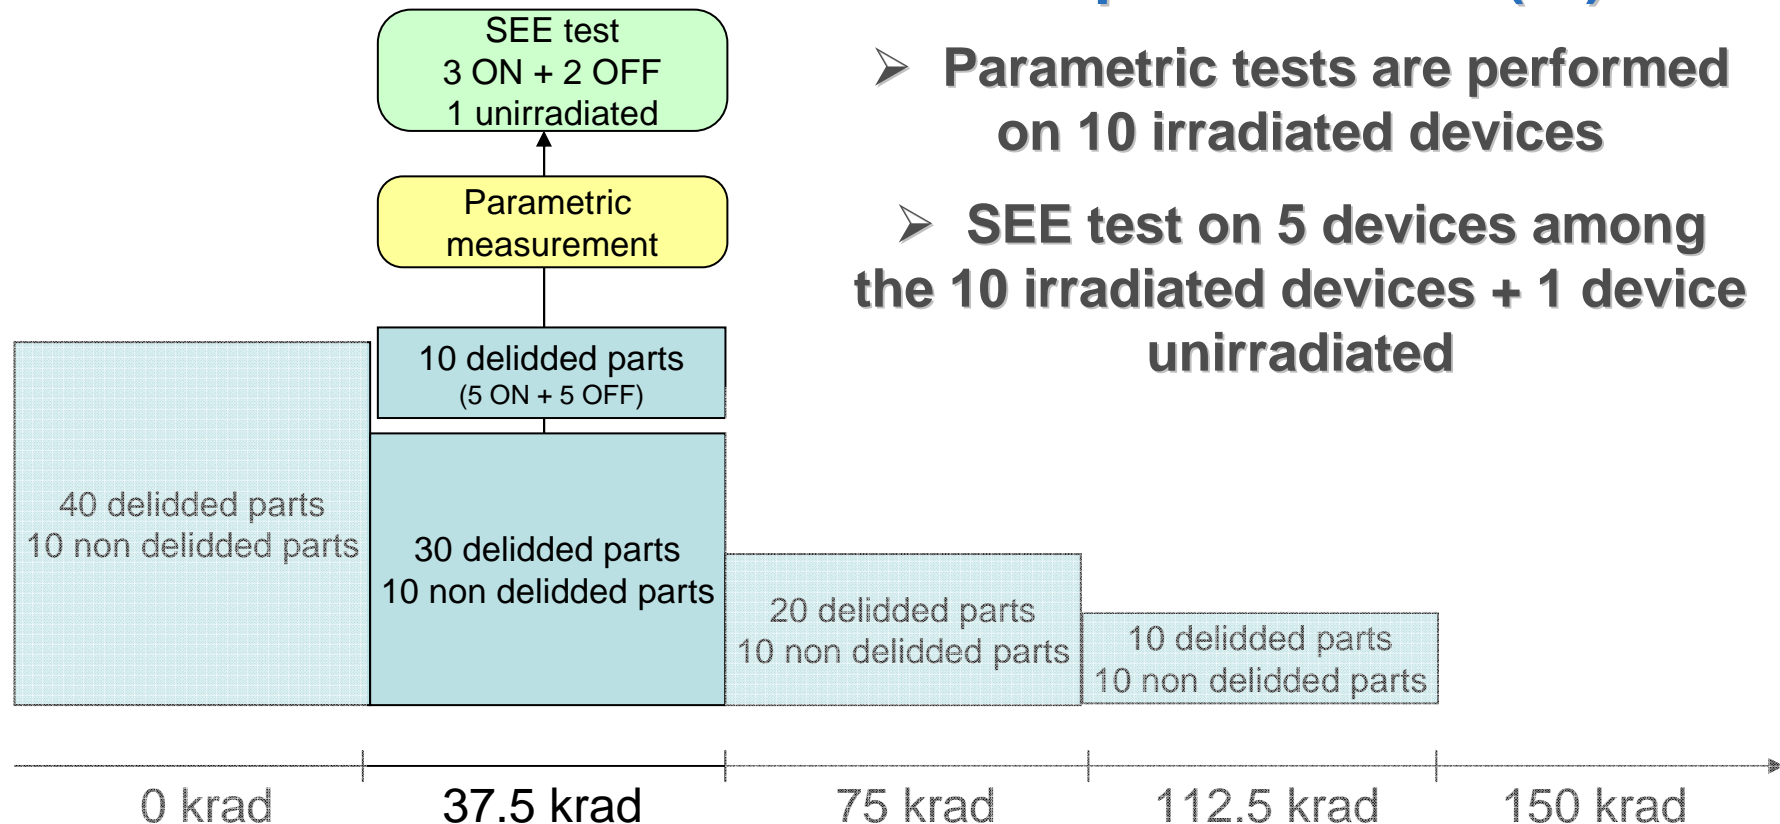 SEE test
3 ON + 2 OFF
1 unirradiated
Parametric
measurement
10 delidded parts
(5 ON + 5 OFF)
➢ Parametric tests are performed
on 10 irradiated devices
➢ SEE test on 5 devices among
the 10 irradiated devices + 1 device
unirradiated
40 delidded parts
10 non delidded parts
30 delidded parts
10 non delidded parts
20 delidded parts
10 non delidded parts
10 delidded parts
10 non delidded parts
0 krad
37.5 krad
75 krad
112.5 krad
150 krad